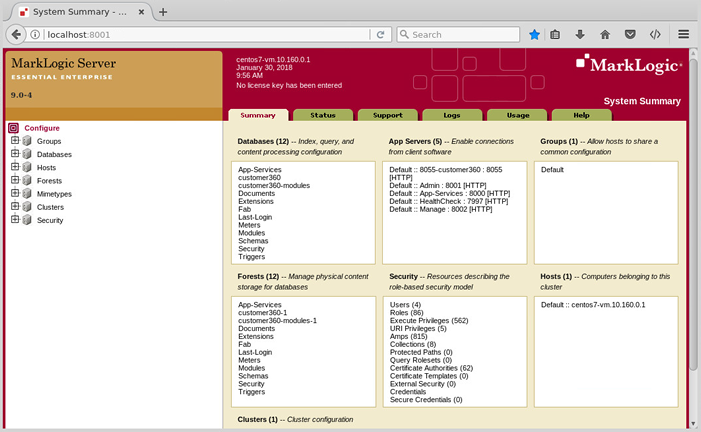 System Summary - ...
localhost:8001
Search
MarkLogic Server
ESSENTIAL ENTERPRISE
9.0-4
centos7-vm.10.160.0.1
January 30, 2018
9:56 AM
No license key has been entered
MarkLogic
System Summary
Summary
Status
Support
Logs
Usage
Help
Configure
Groups
Databases
Hosts
Forests
Mimetypes
Clusters
Security
Databases (12) -- Index, query, and
content processing configuration
App-Services
customer360
customer360-modules
Documents
Extensions
Fab
Last-Login
Meters
Modules
Schemas
Security
Triggers
App Servers (5) -- Enable connections
from client software
Default :: 8055-customer360 : 8055
[HTTP]
Default :: Admin : 8001 [HTTP]
Default :: App-Services : 8000 [HTTP]
Default :: HealthCheck : 7997 [HTTP]
Default :: Manage : 8002 [HTTP]
Groups (1) -- Allow hosts to share a
common configuration
Default
Forests (12) -- Manage physical content
storage for databases
App-Services
customer360-1
customer360-modules-1
Documents
Extensions
Fab
Last-Login
Meters
Modules
Schemas
Security
Triggers
Security -- Resources describing the
role-based security model
Users (4)
Roles (86)
Execute Privileges (562)
URI Privileges (5)
Amps (815)
Collections (8)
Protected Paths (0)
Query Rolesets (0)
Certificate Authorities (62)
Certificate Templates (0)
External Security (0)
Credentials
Secure Credentials (0)
Hosts (1) -- Computers belonging to this
cluster
Default :: centos7-vm.10.160.0.1
Clusters (1) -- Cluster configuration